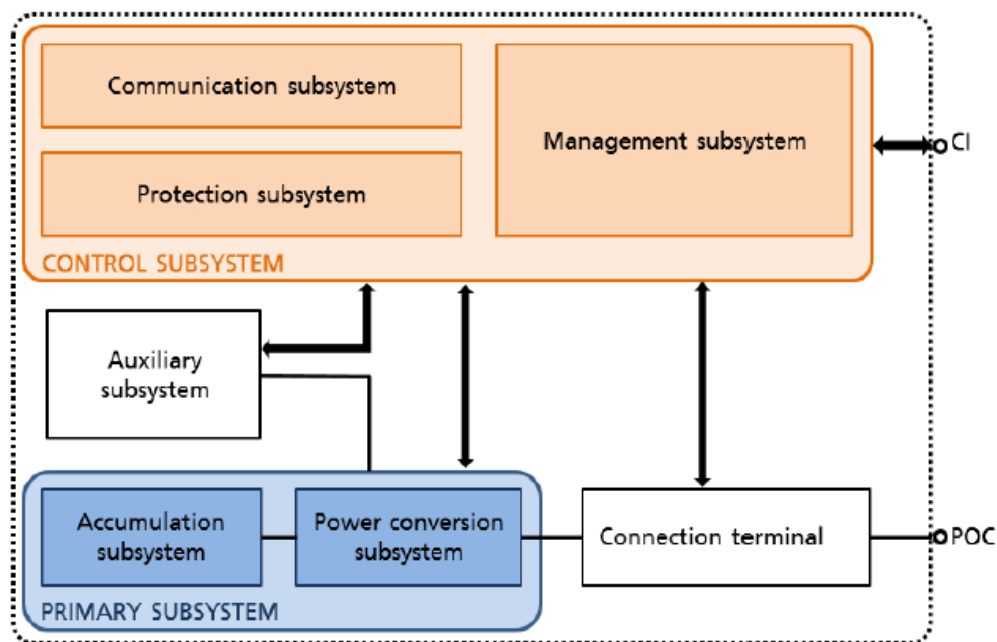 Communication subsystem
Management subsystem
CI
Protection subsystem
CONTROL SUBSYSTEM
Auxiliary
subsystem
Accumulation
subsystem
Power conversion
subsystem
Connection terminal
POC
PRIMARY SUBSYSTEM